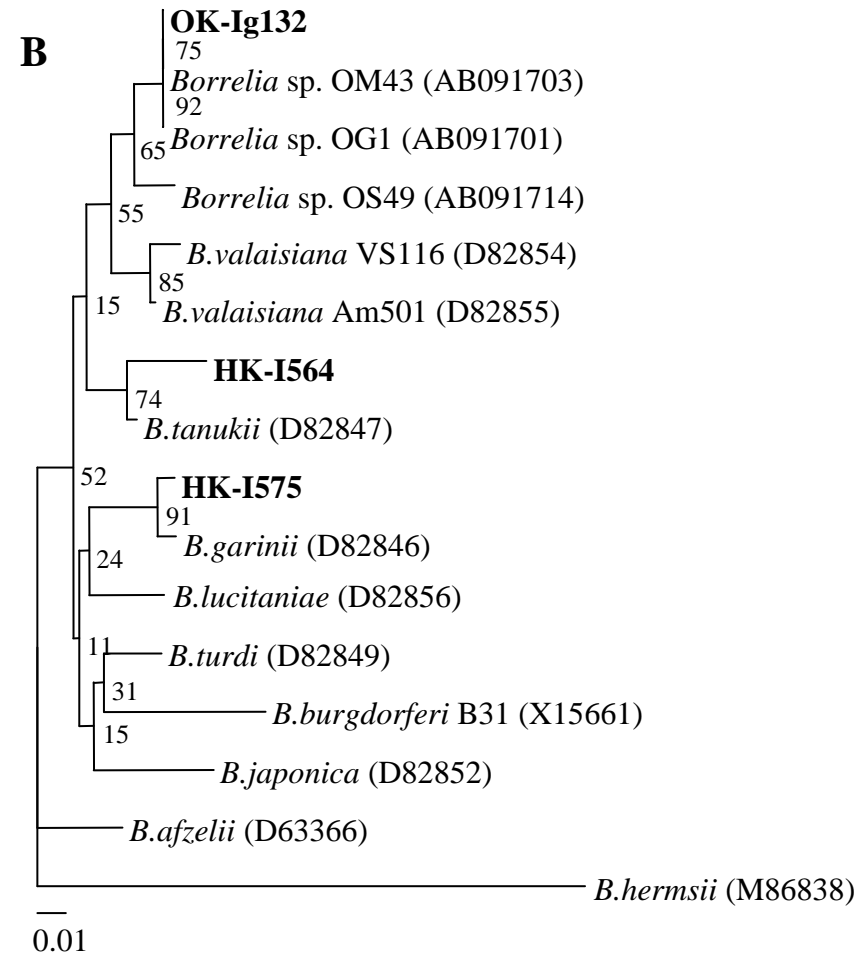 OK-Ig132
B
75
Borrelia sp. OM43 (AB091703)
92
Borrelia sp. OG1 (AB091701)
65
Borrelia sp. OS49 (AB091714)
55
B.valaisiana VS116 (D82854)
85
15
B.valaisiana Am501 (D82855)
HK-I564
74
B.tanukii (D82847)
52
HK-I575
91
B.garinii (D82846)
24
B.lucitaniae (D82856)
11
B.turdi (D82849)
31
B.burgdorferi B31 (X15661)
15
B.japonica (D82852)
B.afzelii (D63366)
B.hermsii (M86838)
0.01